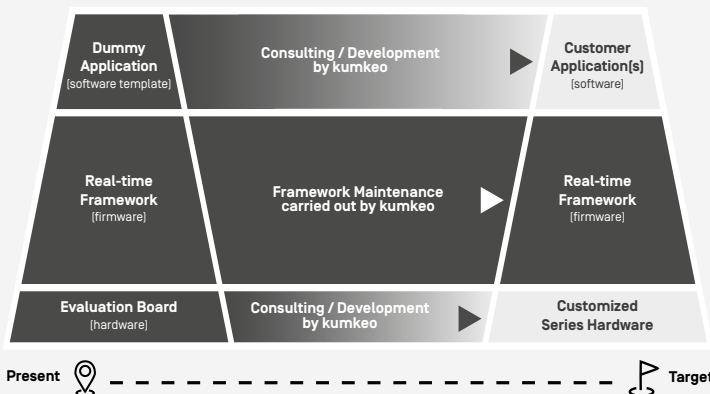 Dummy
Application
[software template]
Consulting / Development
by kumkeo
Customer
Application(s)
[software]
Real-time
Framework
[firmware]
Framework Maintenance
carried out by kumkeo
Real-time
Framework
[firmware]
Evaluation Board
[hardware]
Consulting / Development
by kumkeo
Customized
Series Hardware
Present
Target